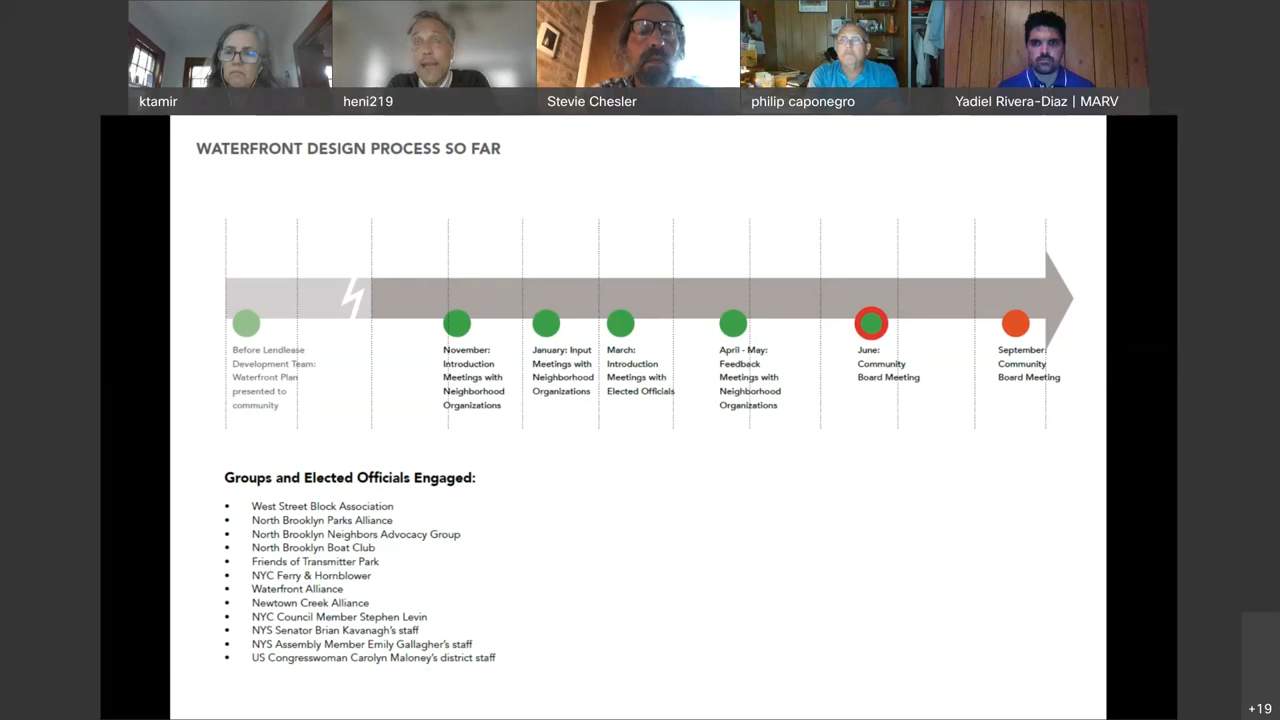 ktamir
heni219
Stevie Chesler
philip caponegro
Yadiel Rivera-Diaz | MARV
WATERFRONT DESIGN PROCESS SO FAR
Before Lendlease
Development Team:
Waterfront Plan
presented to
community
November:
Introduction
Meetings with
Neighborhood
Organizations
January: Input
Meetings with
Neighborhood
Organizations
March:
Introduction
Meetings with
Elected Officials
April - May:
Feedback
Meetings with
Neighborhood
Organizations
June:
Community
Board Meeting
September:
Community
Board Meeting
Groups and Elected Officials Engaged:
• West Street Block Association
• North Brooklyn Parks Alliance
• North Brooklyn Neighbors Advocacy Group
• North Brooklyn Boat Club
• Friends of Transmitter Park
• NYC Ferry & Hornblower
• Waterfront Alliance
• Newtown Creek Alliance
• NYC Council Member Stephen Levin
• NYS Senator Brian Kavanagh's staff
• NYS Assembly Member Emily Gallagher's staff
• US Congresswoman Carolyn Maloney's district staff
+19